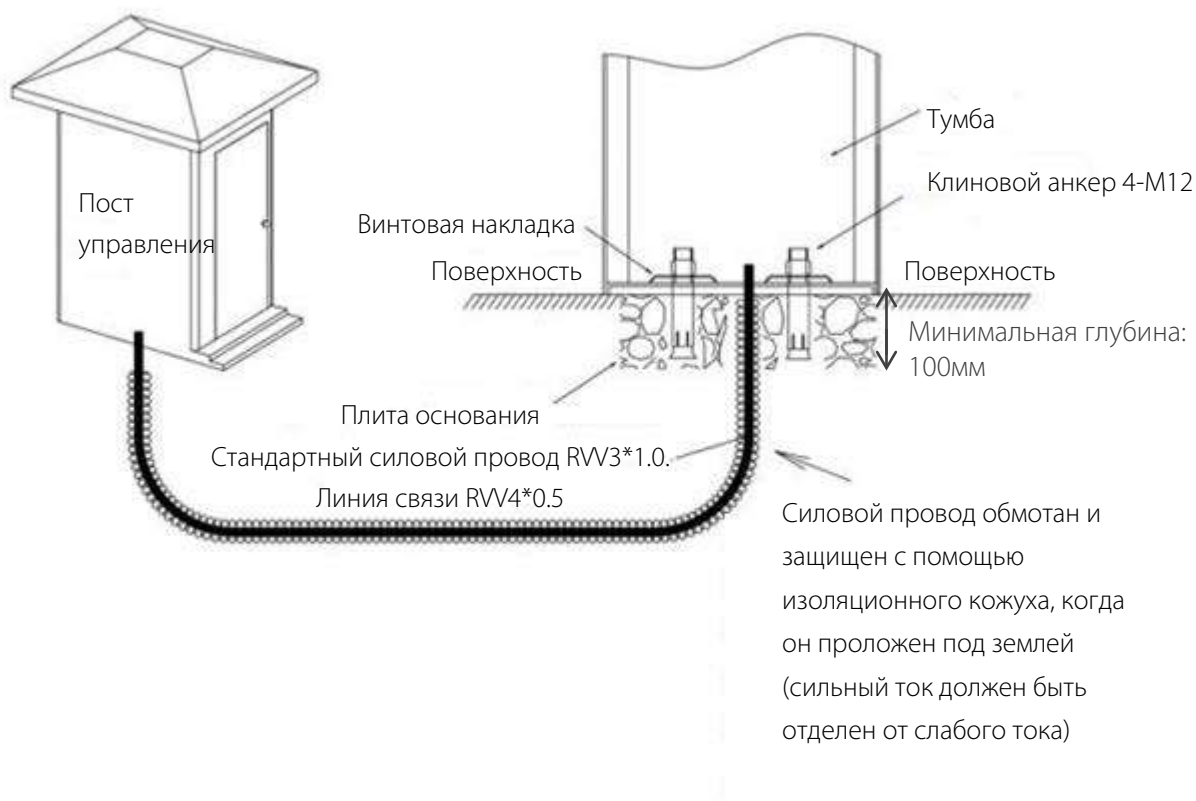 Тумба
Клиновой анкер 4-М12
Пост
управления
Винтовая накладка
Поверхность
Поверхность
Минимальная глубина:
100мм
Плита основания
Стандартный силовой провод RVV3*1.0.
Линия связи RVV4*0.5
Силовой провод обмотан и
защищен с помощью
изоляционного кожуха, когда
он проложен под землей
(сильный ток должен быть
отделен от слабого тока)